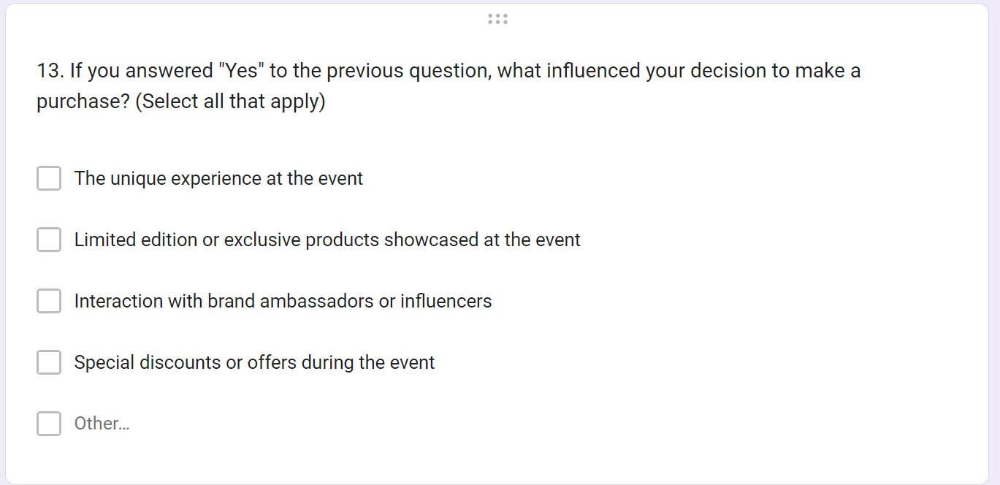 13. If you answered "Yes" to the previous question, what influenced your decision to make a
purchase? (Select all that apply)
The unique experience at the event
Limited edition or exclusive products showcased at the event
Interaction with brand ambassadors or influencers
Special discounts or offers during the event
Other...